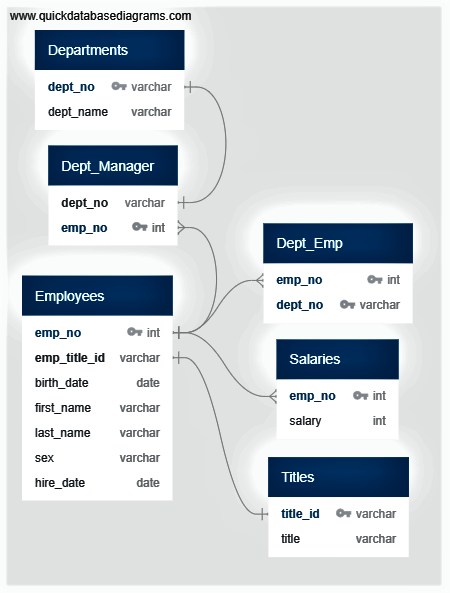 www.quickdatabasediagrams.com
Departments
dept_no varchar
dept_name varchar
Dept_Manager
dept_no varchar
emp_no int
Employees
emp_no int
emp_title_id varchar
birth_date date
first_name varchar
last_name varchar
sex varchar
hire_date date
Dept_Emp
emp_no int
dept_no varchar
Salaries
emp_no int
salary int
Titles
title_id varchar
title varchar